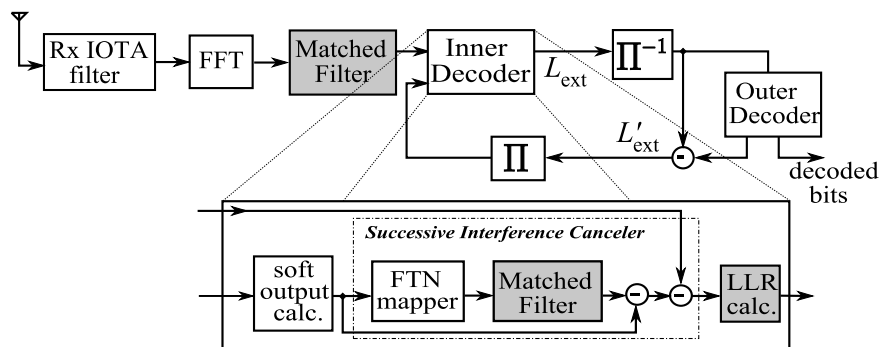 Rx IOTA
filter
FFT
Matched
Filter
Inner
Decoder
L_ext
Π⁻¹
Outer
Decoder
L′_ext
Π
-
decoded
bits
Successive Interference Canceler
soft
output
calc.
FTN
mapper
Matched
Filter
-
-
LLR
calc.